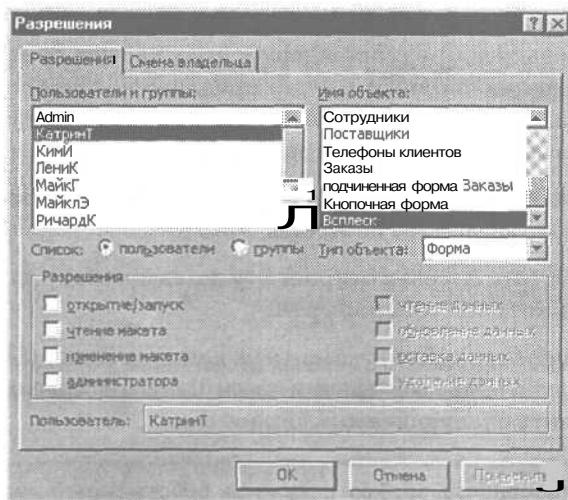 Разрешения
Разрешения Смена владельца
Пользователи и группы: Имя объекта:
Admin
КатринТ
КимИ
ЛениК
МайкГ
МайклЭ
РичардК
Сотрудники
Поставщики
Телефоны клиентов
Заказы
подчиненная форма Заказы
Кнопочная форма
Всплеск
Список: пользователи группы Тип объекта: Форма
Разрешения
открытие/запуск
чтение макета
изменение макета
администратора
чтение данных
обновление данных
вставка данных
удаление данных
Пользователь: КатринТ
OK Отмена Применить